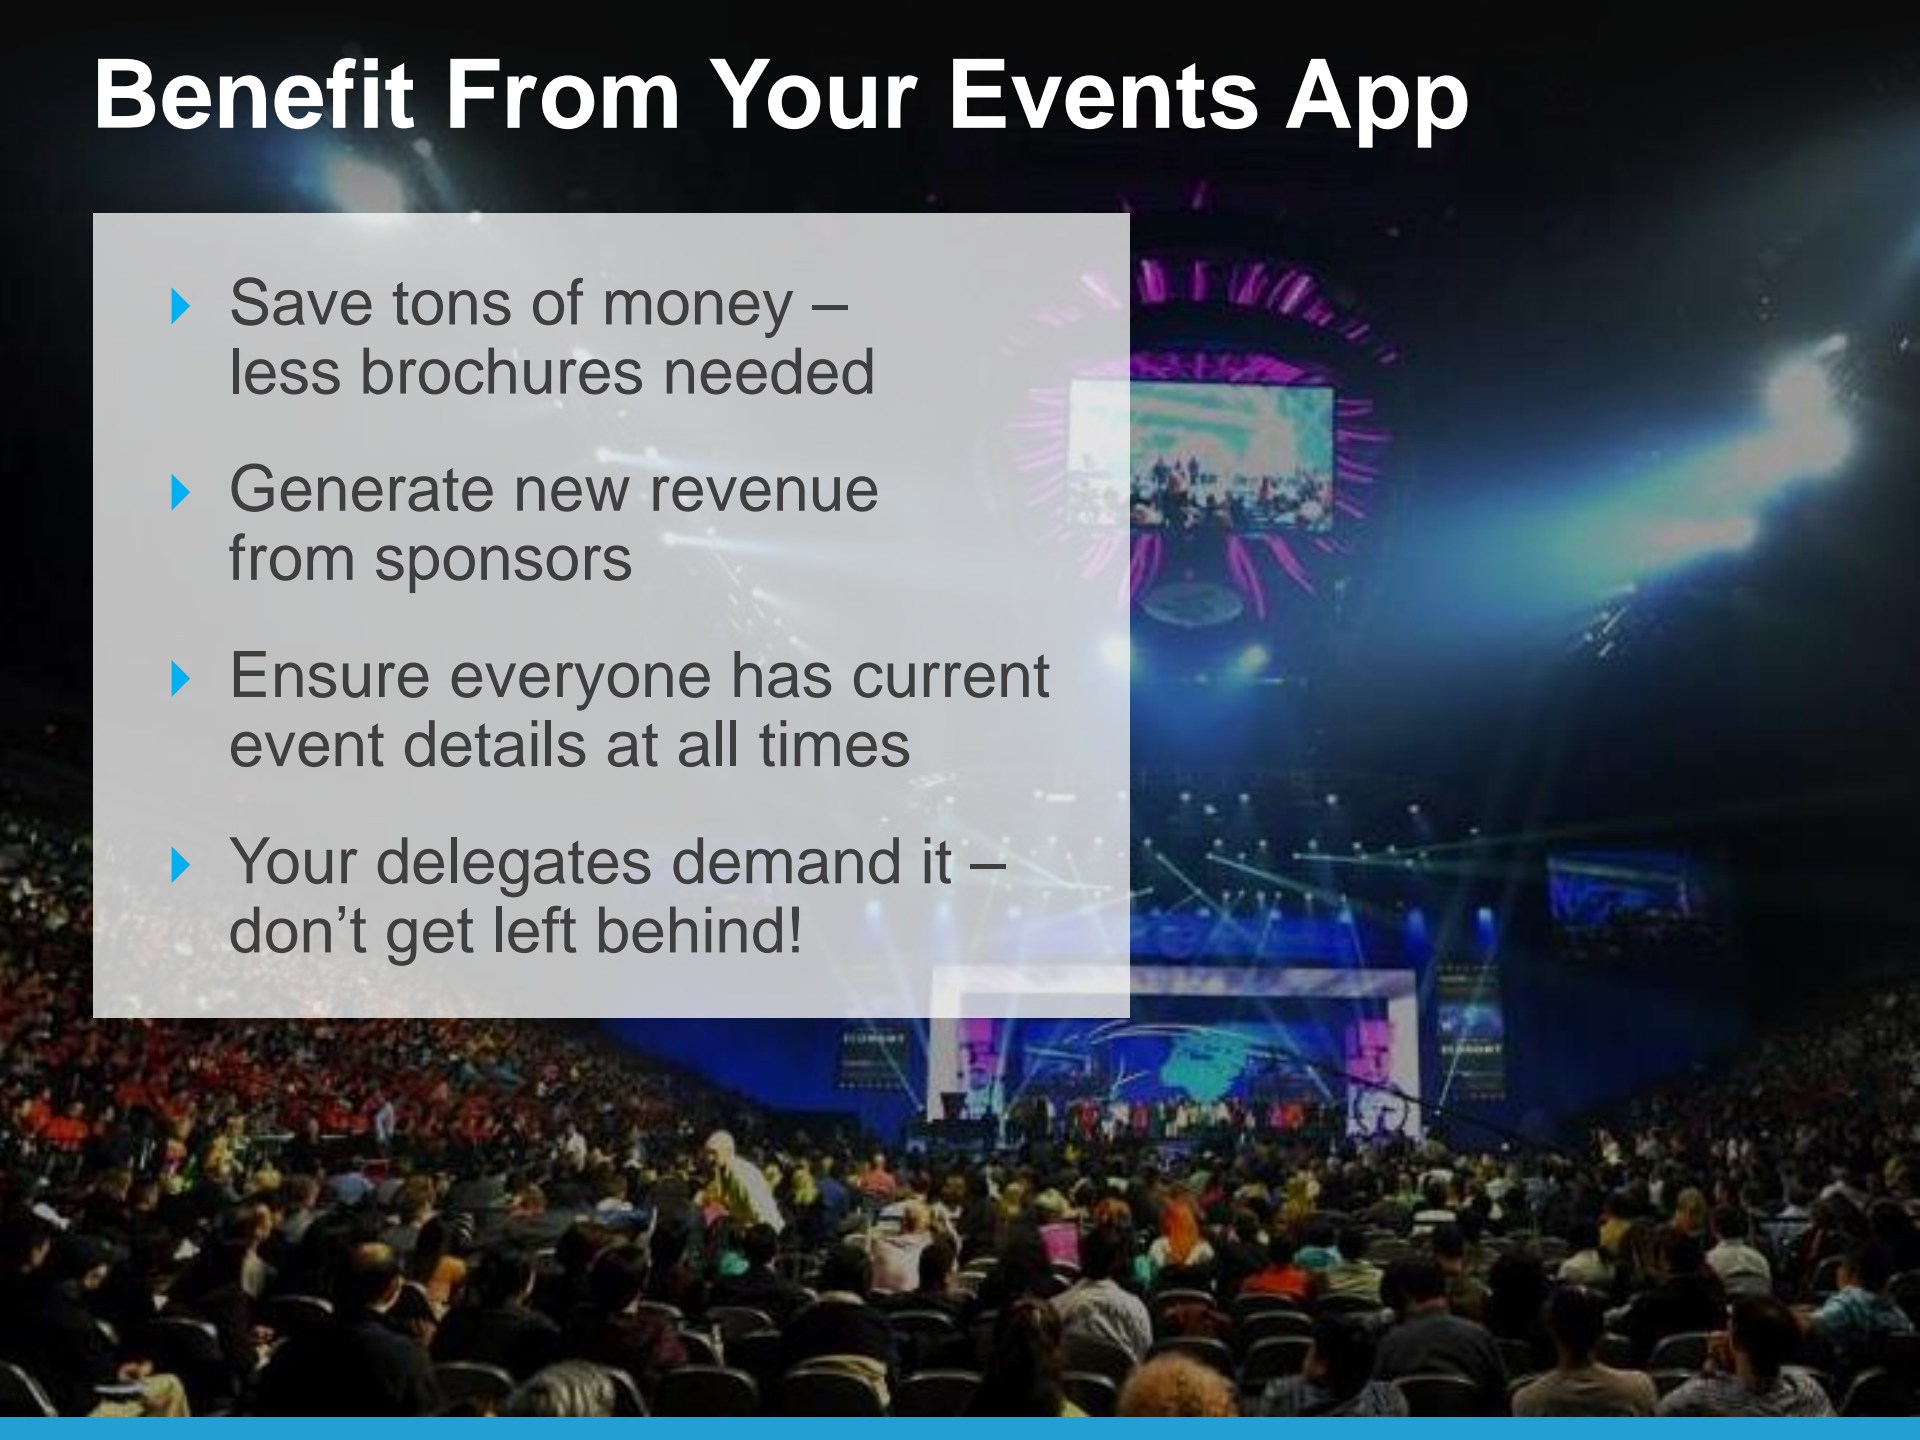 Benefit From Your Events App
Save tons of money –
less brochures needed
Generate new revenue
from sponsors
Ensure everyone has current
event details at all times
Your delegates demand it –
don’t get left behind!